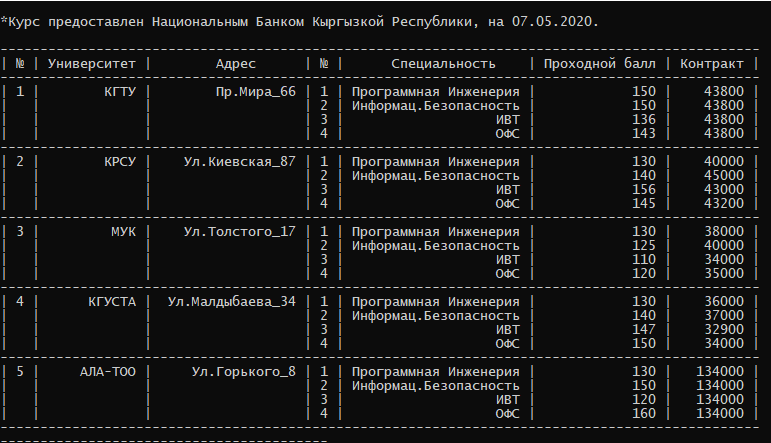 *Курс предоставлен Национальным Банком Кыргызкой Республики, на 07.05.2020.
-----------------------------------------------------------------------------------------------
| № | Университет |       Адрес       | № |      Специальность     | Проходной балл | Контракт |
-----------------------------------------------------------------------------------------------
| 1 |        КГТУ |        Пр.Мира_66 | 1 | Программная Инженерия |            150 |    43800 |
|   |             |                   | 2 | Информац.Безопасность |            150 |    43800 |
|   |             |                   | 3 |                   ИВТ |            136 |    43800 |
|   |             |                   | 4 |                   ОФС |            143 |    43800 |
-----------------------------------------------------------------------------------------------
| 2 |        КРСУ |    Ул.Киевская_87 | 1 | Программная Инженерия |            130 |    40000 |
|   |             |                   | 2 | Информац.Безопасность |            140 |    45000 |
|   |             |                   | 3 |                   ИВТ |            156 |    43000 |
|   |             |                   | 4 |                   ОФС |            145 |    43200 |
-----------------------------------------------------------------------------------------------
| 3 |         МУК |    Ул.Толстого_17 | 1 | Программная Инженерия |            130 |    38000 |
|   |             |                   | 2 | Информац.Безопасность |            125 |    40000 |
|   |             |                   | 3 |                   ИВТ |            110 |    34000 |
|   |             |                   | 4 |                   ОФС |            120 |    35000 |
-----------------------------------------------------------------------------------------------
| 4 |      КГУСТА |  Ул.Малдыбаева_34 | 1 | Программная Инженерия |            130 |    36000 |
|   |             |                   | 2 | Информац.Безопасность |            140 |    37000 |
|   |             |                   | 3 |                   ИВТ |            147 |    32900 |
|   |             |                   | 4 |                   ОФС |            150 |    34000 |
-----------------------------------------------------------------------------------------------
| 5 |     АЛА-ТОО |     Ул.Горького_8 | 1 | Программная Инженерия |            130 |   134000 |
|   |             |                   | 2 | Информац.Безопасность |            150 |   134000 |
|   |             |                   | 3 |                   ИВТ |            120 |   134000 |
|   |             |                   | 4 |                   ОФС |            160 |   134000 |
-----------------------------------------------------------------------------------------------
-----------------------------------------